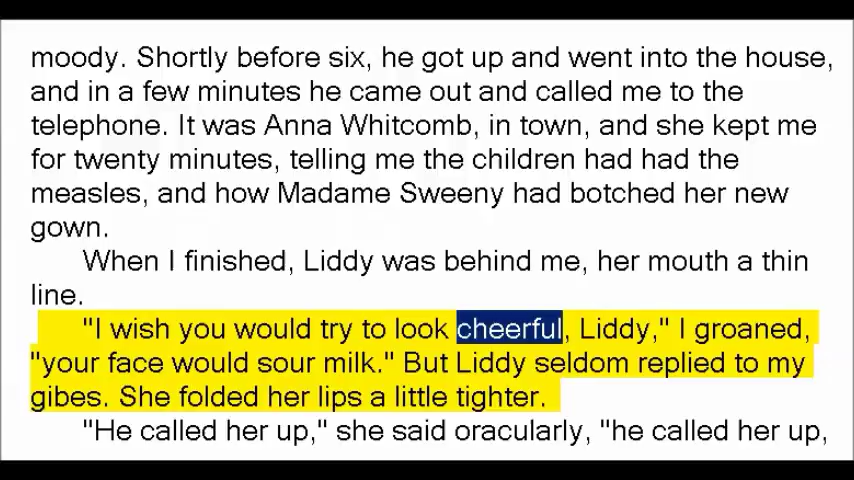 moody. Shortly before six, he got up and went into the house,
and in a few minutes he came out and called me to the
telephone. It was Anna Whitcomb, in town, and she kept me
for twenty minutes, telling me the children had had the
measles, and how Madame Sweeny had botched her new
gown.
When I finished, Liddy was behind me, her mouth a thin
line.
"I wish you would try to look cheerful, Liddy," I groaned,
"your face would sour milk." But Liddy seldom replied to my
gibes. She folded her lips a little tighter.
"He called her up," she said oracularly, "he called her up,